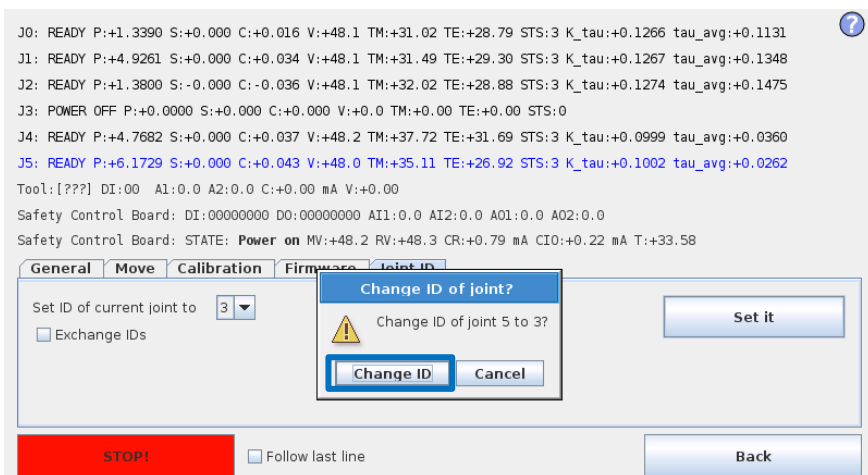 J0: READY P:+1.3390 S:+0.000 C:+0.016 V:+48.1 TM:+31.02 TE:+28.79 STS:3 K_tau:+0.1266 tau_avg:+0.1131
?
J1: READY P:+4.9261 S:+0.000 C:+0.034 V:+48.1 TM:+31.49 TE:+29.30 STS:3 K_tau:+0.1267 tau_avg:+0.1348
J2: READY P:+1.3800 S:-0.000 C:-0.036 V:+48.1 TM:+32.02 TE:+28.88 STS:3 K_tau:+0.1274 tau_avg:+0.1475
J3: POWER OFF P:+0.0000 S:+0.000 C:+0.000 V:+0.0 TM:+0.00 TE:+0.00 STS:0
J4: READY P:+4.7682 S:+0.000 C:+0.037 V:+48.2 TM:+37.72 TE:+31.69 STS:3 K_tau:+0.0999 tau_avg:+0.0360
J5: READY P:+6.1729 S:+0.000 C:+0.043 V:+48.0 TM:+35.11 TE:+26.92 STS:3 K_tau:+0.1002 tau_avg:+0.0262
Tool:[???] DI:00 A1:0.0 A2:0.0 C:+0.00 mA V:+0.00
Safety Control Board: DI:00000000 DO:00000000 AI1:0.0 AI2:0.0 AO1:0.0 AO2:0.0
Safety Control Board: STATE: Power on MV:+48.2 RV:+48.3 CR:+0.79 mA CIO:+0.22 mA T:+33.58
General Move Calibration Firmware Joint ID
Change ID of joint?
Set ID of current joint to 3
Change ID of joint 5 to 3?
Set it
Exchange IDs
Change ID Cancel
STOP! Follow last line Back